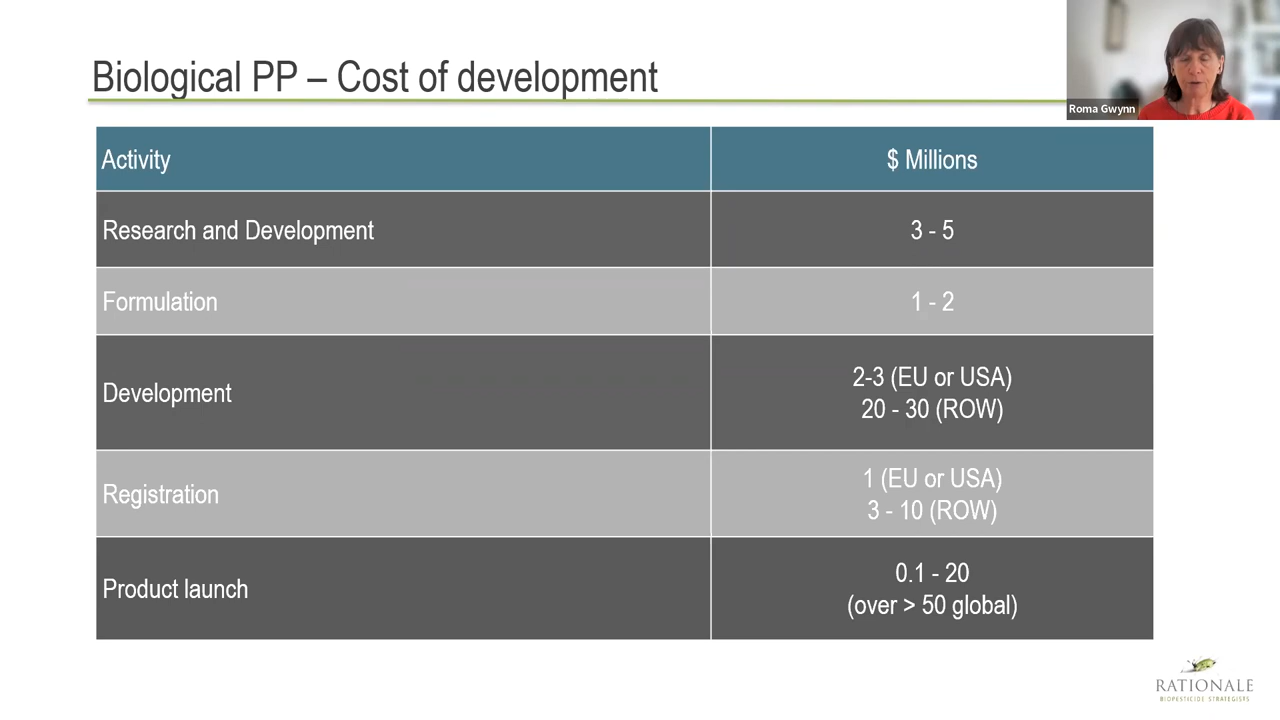 Biological PP – Cost of development
Roma Gwynn
Activity
$ Millions
Research and Development
3 - 5
Formulation
1 - 2
Development
2-3 (EU or USA)
20 - 30 (ROW)
Registration
1 (EU or USA)
3 - 10 (ROW)
Product launch
0.1 - 20
(over > 50 global)
RATIONALE
BIOPESTICIDE STRATEGISTS